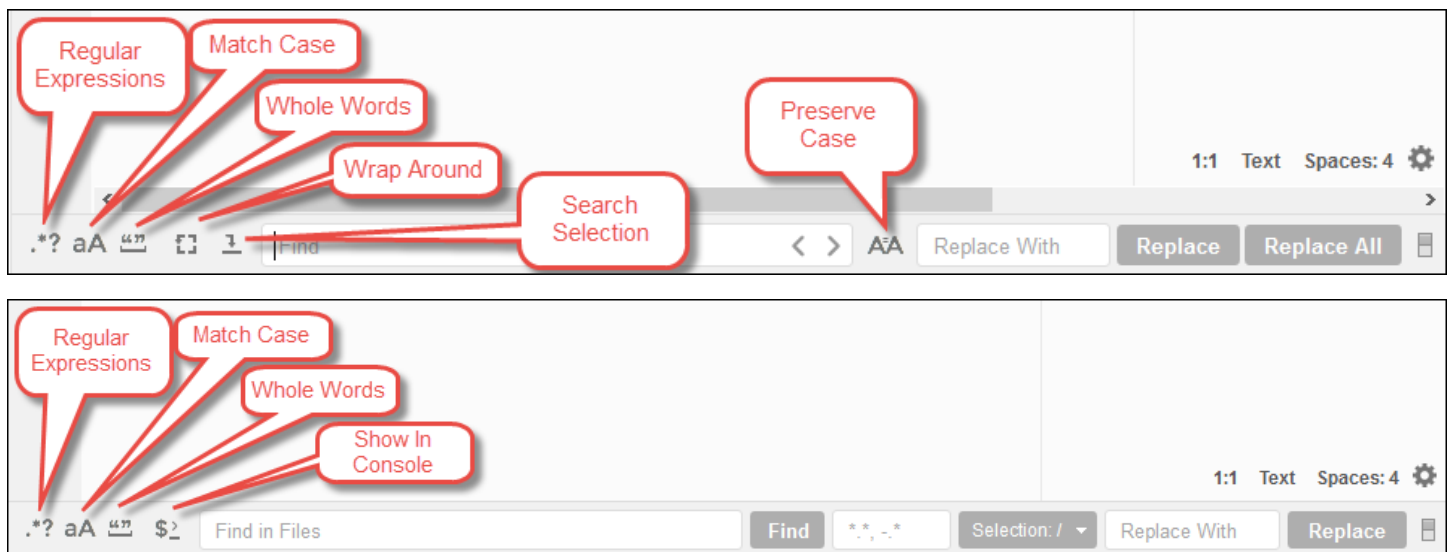 Regular
Expressions
Match Case
Whole Words
Wrap Around
Search
Selection
Preserve
Case
1:1 Text Spaces: 4
.*? aA “” Find < > AA Replace With Replace Replace All
Regular
Expressions
Match Case
Whole Words
Show In
Console
1:1 Text Spaces: 4
.*? aA “” $> Find in Files Find *.*, -.* Selection: / Replace With Replace